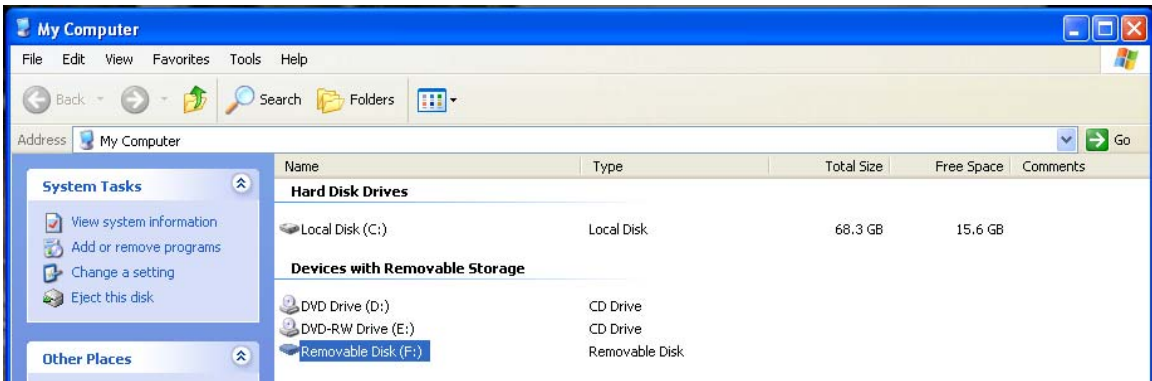 My Computer
File Edit View Favorites Tools Help
Back Search Folders
Address My Computer Go
Name Type Total Size Free Space Comments
System Tasks
View system information
Add or remove programs
Change a setting
Eject this disk
Other Places
Hard Disk Drives
Local Disk (C:) Local Disk 68.3 GB 15.6 GB
Devices with Removable Storage
DVD Drive (D:) CD Drive
DVD-RW Drive (E:) CD Drive
Removable Disk (F:) Removable Disk